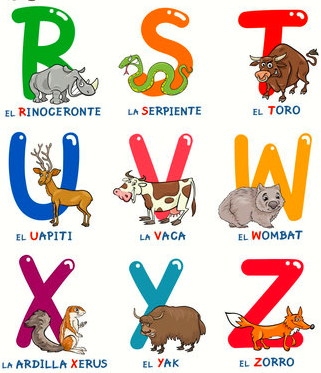 R S T
EL RINOCERONTE LA SERPIENTE EL TORO
U V W
EL UAPITI LA VACA EL WOMBAT
X Y Z
LA ARDILLA XERUS EL YAK EL ZORRO